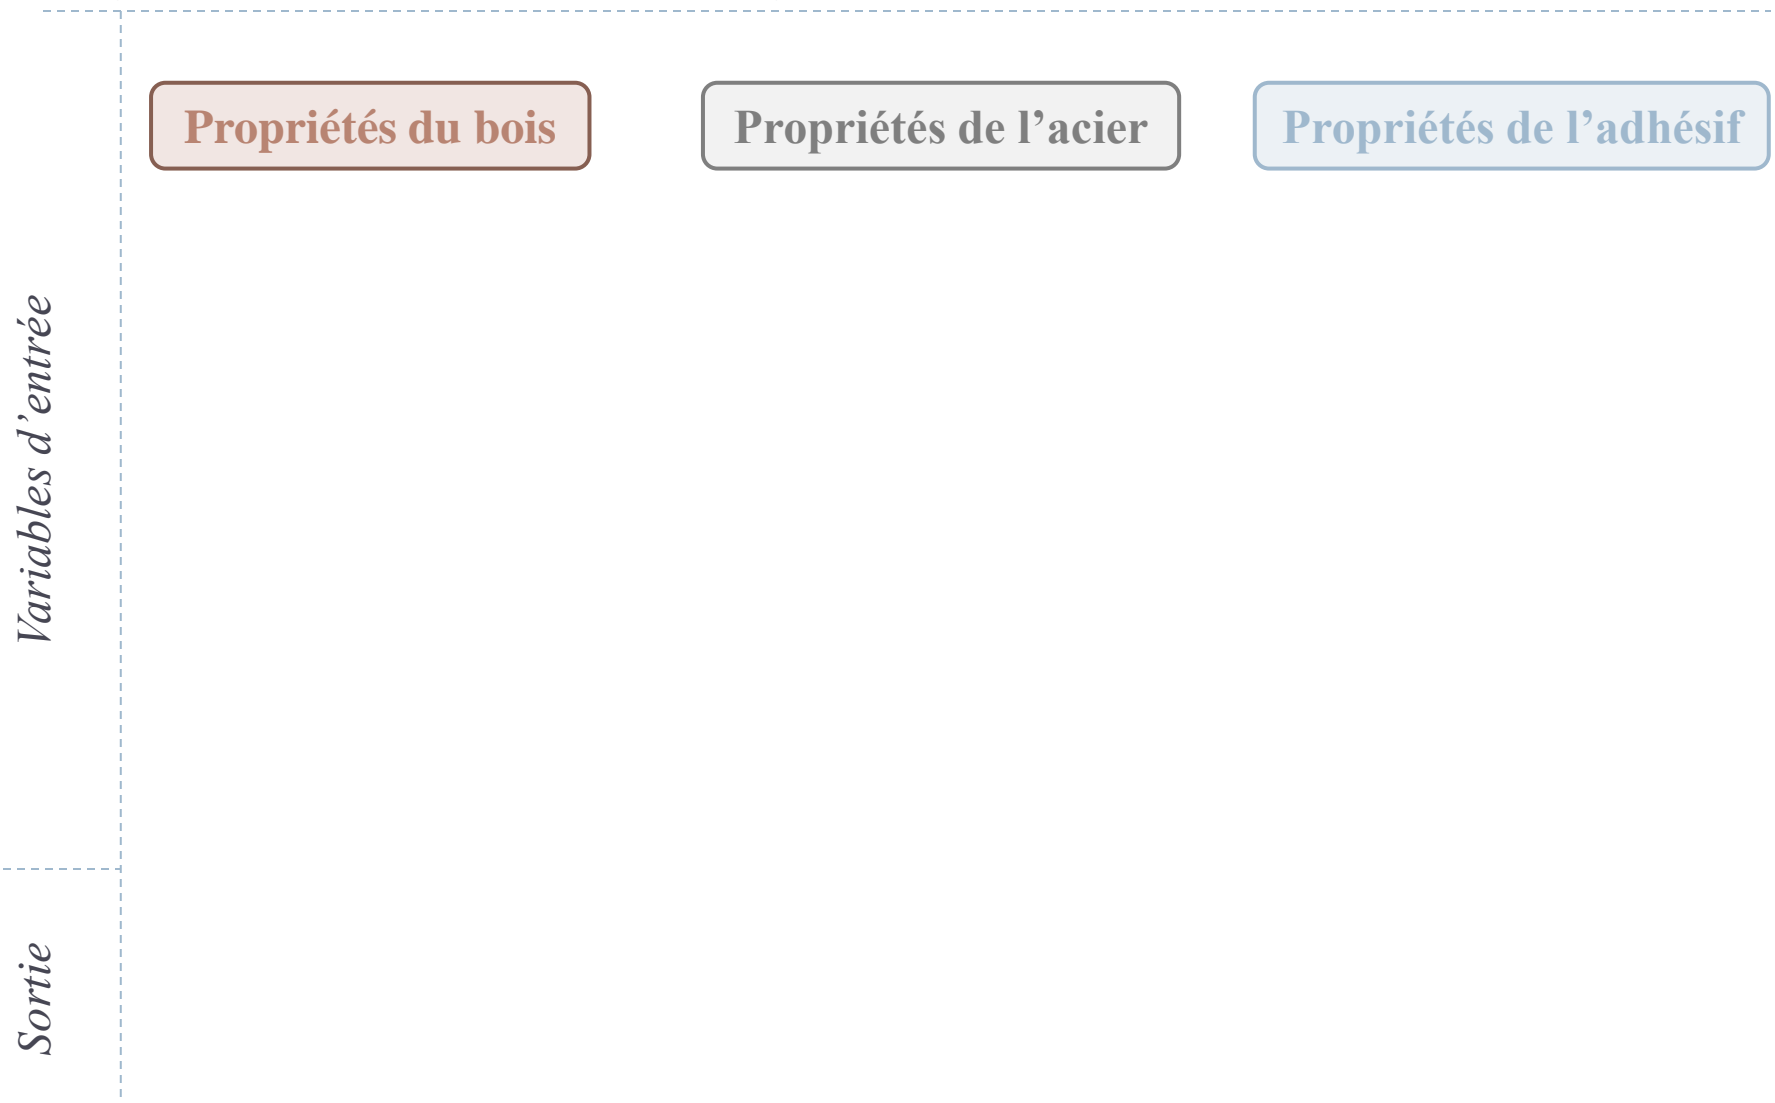 Propriétés du bois
Propriétés de l’acier
Propriétés de l’adhésif
Variables d’entrée
Sortie